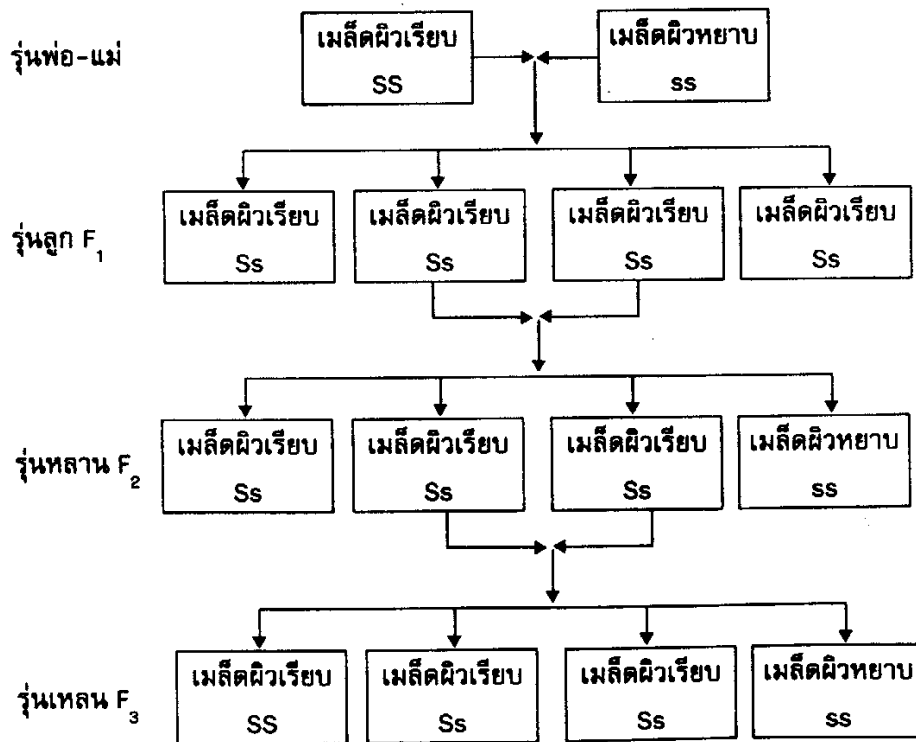 รุ่นพ่อ-แม่
เมล็ดผิวเรียบ
SS
เมล็ดผิวหยาบ
ss
รุ่นลูก F₁
เมล็ดผิวเรียบ
Ss
เมล็ดผิวเรียบ
Ss
เมล็ดผิวเรียบ
Ss
เมล็ดผิวเรียบ
Ss
รุ่นหลาน F₂
เมล็ดผิวเรียบ
Ss
เมล็ดผิวเรียบ
Ss
เมล็ดผิวเรียบ
Ss
เมล็ดผิวหยาบ
ss
รุ่นเหลน F₃
เมล็ดผิวเรียบ
SS
เมล็ดผิวเรียบ
Ss
เมล็ดผิวเรียบ
Ss
เมล็ดผิวหยาบ
ss